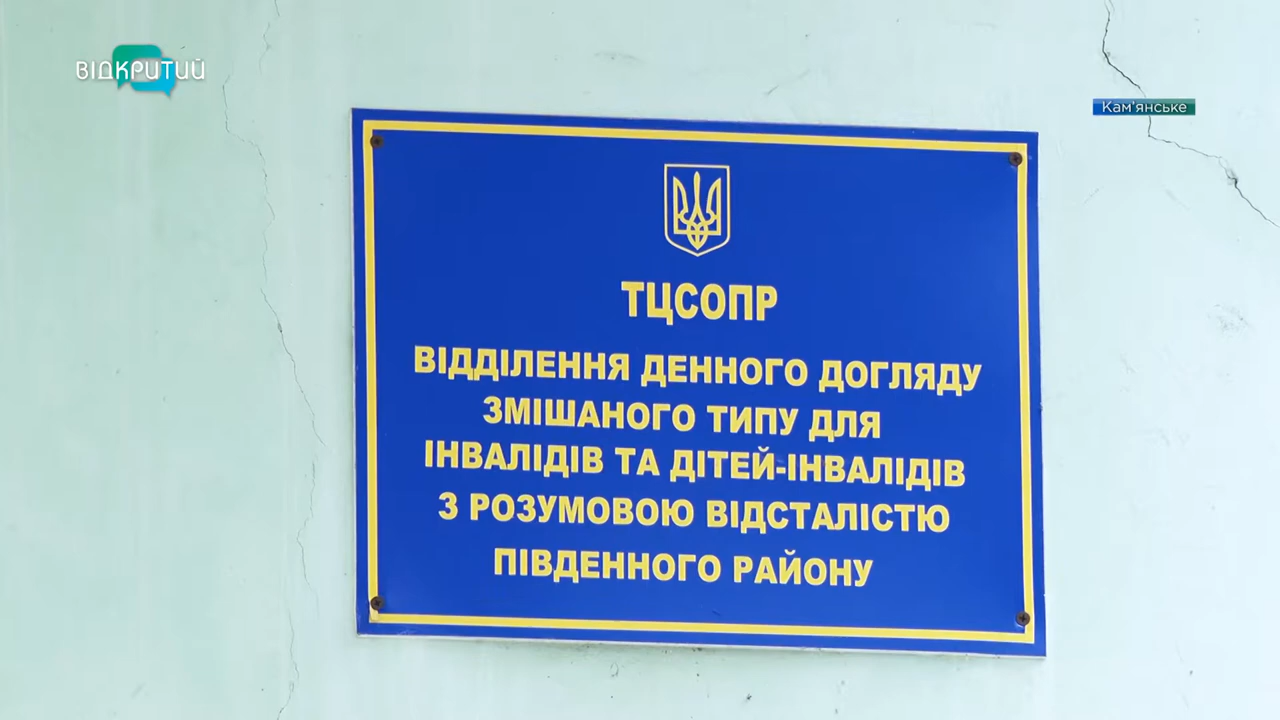 ВІДКРИТИЙ
Кам'янське
ТЦСОПР
ВІДДІЛЕННЯ ДЕННОГО ДОГЛЯДУ
ЗМІШАНОГО ТИПУ ДЛЯ
ІНВАЛІДІВ ТА ДІТЕЙ-ІНВАЛІДІВ
З РОЗУМОВОЮ ВІДСТАЛІСТЮ
ПІВДЕННОГО РАЙОНУ